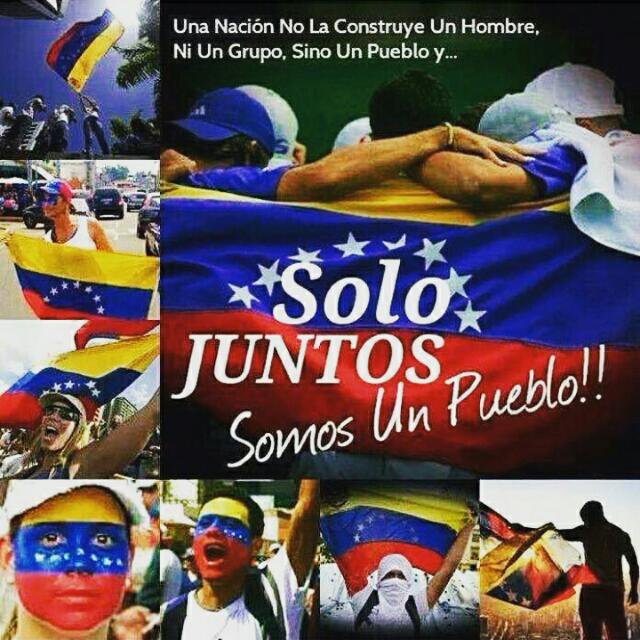 Una Nación No La Construye Un Hombre,
Ni Un Grupo, Sino Un Pueblo y...
Solo
JUNTOS
Somos Un Pueblo!!